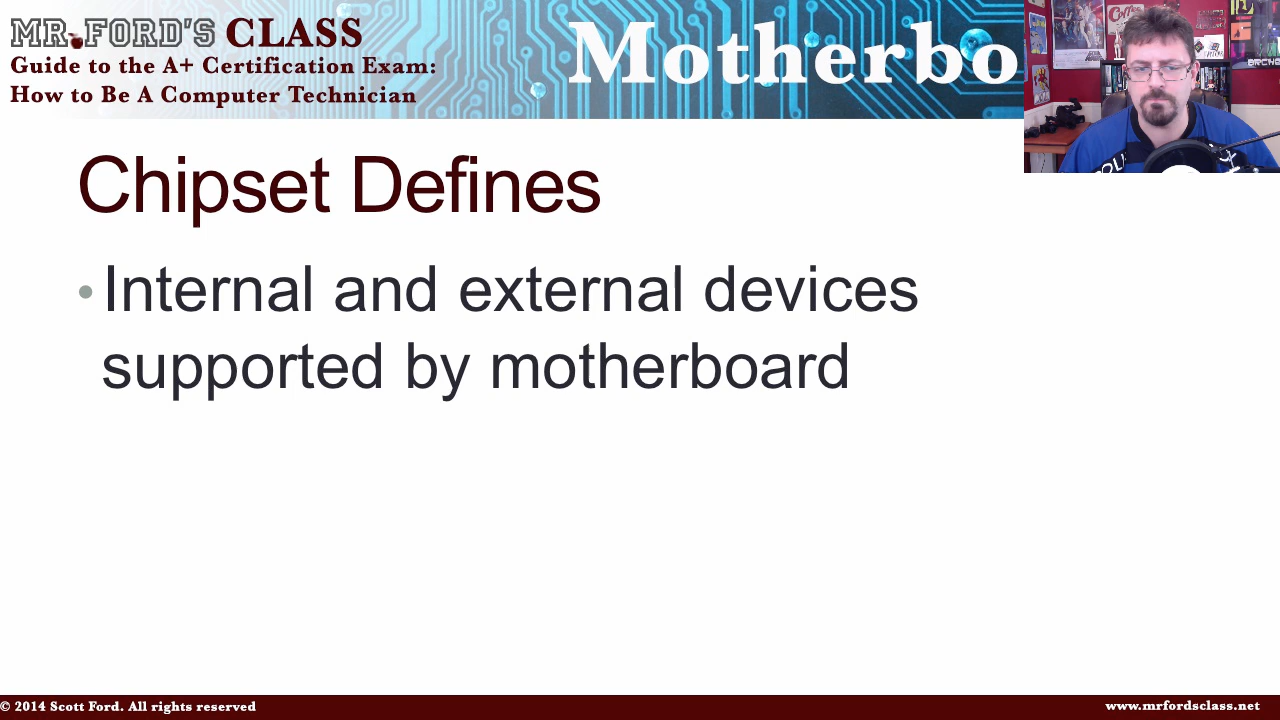 MR. FORD'S CLASS
Guide to the A+ Certification Exam:
How to Be A Computer Technician
Motherbo
Coffee
Chipset Defines
• Internal and external devices
supported by motherboard
© 2014 Scott Ford. All rights reserved
www.mrfordsclass.net